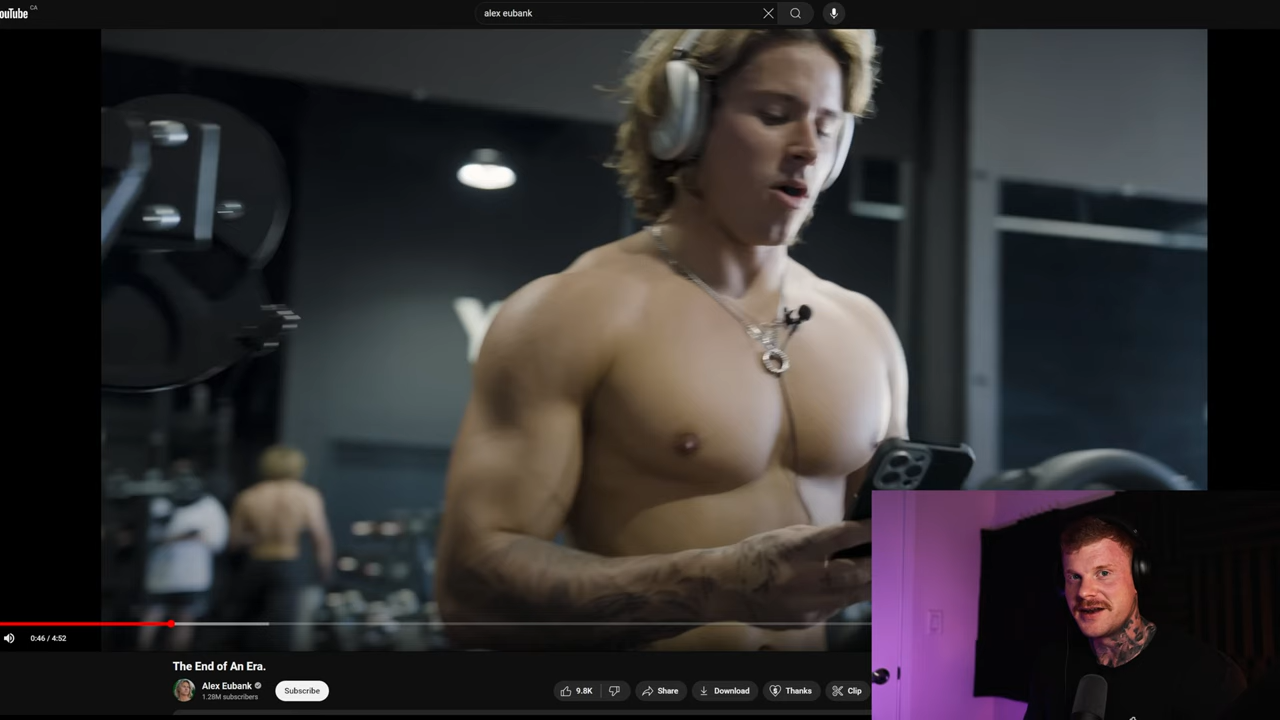 ouTube CA
alex eubank
0:46 / 4:52
The End of An Era.
Alex Eubank
1.28M subscribers
Subscribe
9.8K
Share
Download
Thanks
Clip